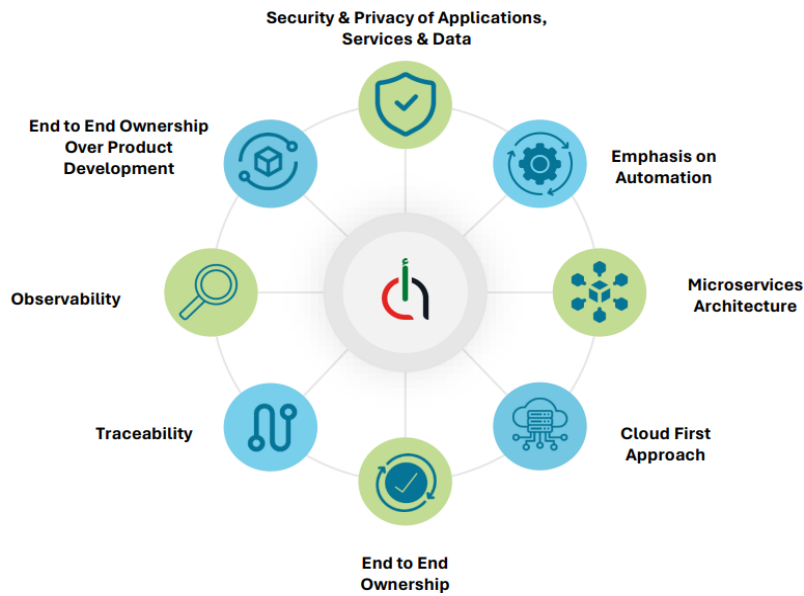 Security & Privacy of Applications,
Services & Data
End to End Ownership
Over Product
Development
Emphasis on
Automation
Observability
Microservices
Architecture
Traceability
Cloud First
Approach
End to End
Ownership